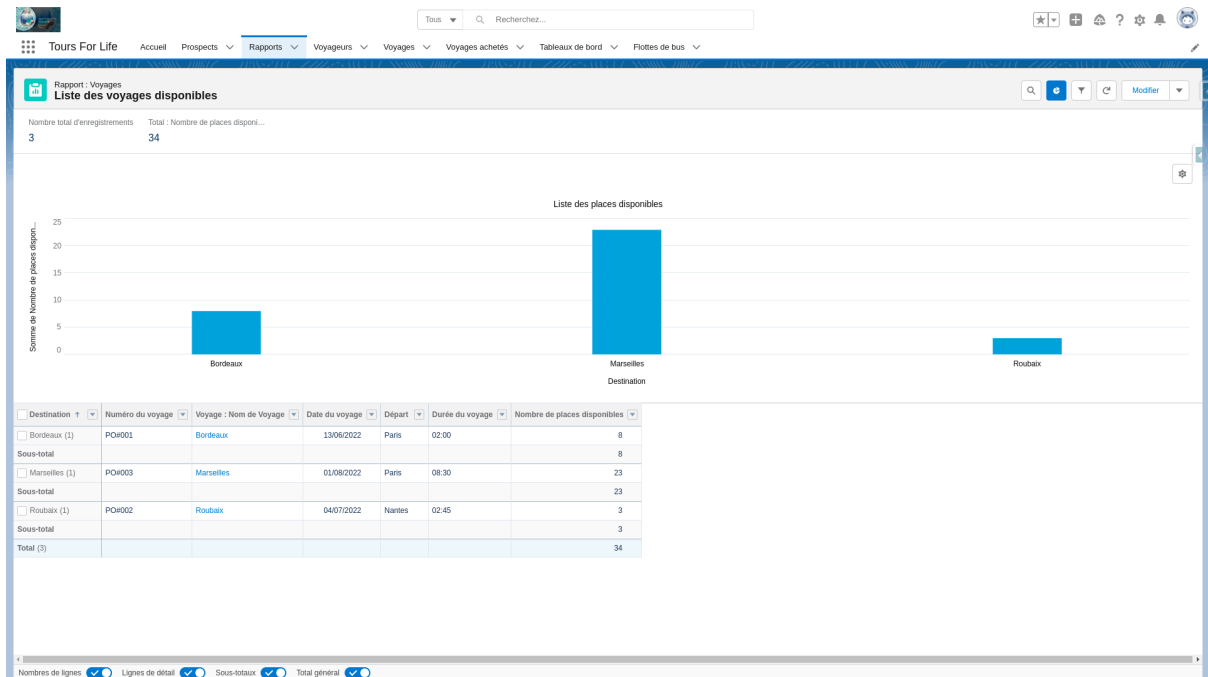 Tous
Recherchez...
Tours For Life
Accueil Prospects Rapports Voyageurs Voyages Voyages achetés Tableaux de bord Flottes de bus
Rapport : Voyages
Liste des voyages disponibles
Modifier
Nombre total d'enregistrements Total : Nombre de places disponi...
3 34
Liste des places disponibles
Somme de Nombre de places dispon...
25
20
15
10
5
0
Bordeaux Marseilles Roubaix
Destination
Destination ↑ Numéro du voyage Voyage : Nom de Voyage Date du voyage Départ Durée du voyage Nombre de places disponibles
Bordeaux (1) PO#001 Bordeaux 13/06/2022 Paris 02:00 8
Sous-total 8
Marseilles (1) PO#003 Marseilles 01/08/2022 Paris 08:30 23
Sous-total 23
Roubaix (1) PO#002 Roubaix 04/07/2022 Nantes 02:45 3
Sous-total 3
Total (3) 34
Nombres de lignes Lignes de détail Sous-totaux Total général